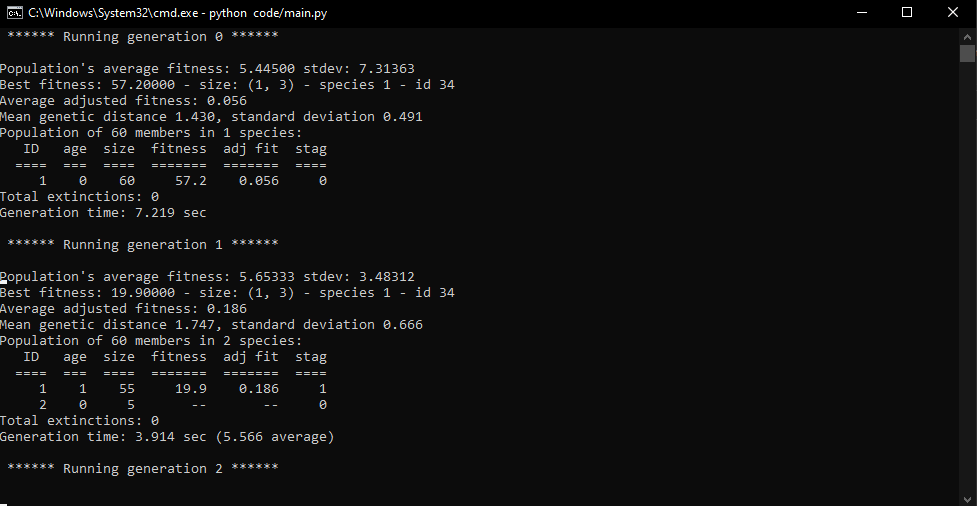 C:\Windows\System32\cmd.exe - python  code/main.py
 ****** Running generation 0 ******
Population's average fitness: 5.44500 stdev: 7.31363
Best fitness: 57.20000 - size: (1, 3) - species 1 - id 34
Average adjusted fitness: 0.056
Mean genetic distance 1.430, standard deviation 0.491
Population of 60 members in 1 species:
   ID   age  size  fitness  adj fit  stag
  ====  ===  ====  =======  =======  ====
     1    0    60     57.2    0.056     0
Total extinctions: 0
Generation time: 7.219 sec
 ****** Running generation 1 ******
Population's average fitness: 5.65333 stdev: 3.48312
Best fitness: 19.90000 - size: (1, 3) - species 1 - id 34
Average adjusted fitness: 0.186
Mean genetic distance 1.747, standard deviation 0.666
Population of 60 members in 2 species:
   ID   age  size  fitness  adj fit  stag
  ====  ===  ====  =======  =======  ====
     1    1    55     19.9    0.186     1
     2    0     5       --       --     0
Total extinctions: 0
Generation time: 3.914 sec (5.566 average)
 ****** Running generation 2 ******